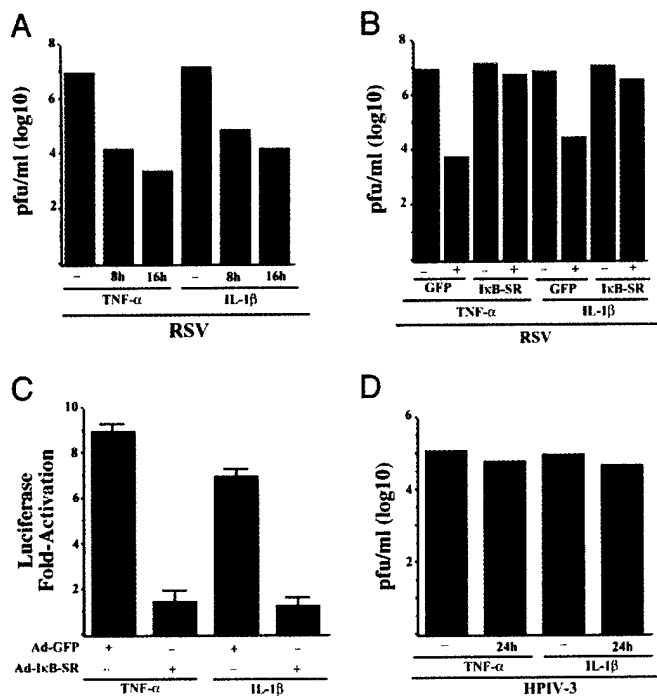 A
pfu/ml (log10)
8
6
4
2
– 8h 16h – 8h 16h
TNF-α IL-1β
RSV
B
pfu/ml (log10)
8
6
4
2
– + – + – + – +
GFP IκB-SR GFP IκB-SR
TNF-α IL-1β
RSV
C
Luciferase
Fold-Activation
10
8
6
4
2
Ad-GFP + – + –
Ad-IκB-SR – + – +
TNF-α IL-1β
D
pfu/ml (log10)
6
4
2
– 24h – 24h
TNF-α IL-1β
HPIV-3